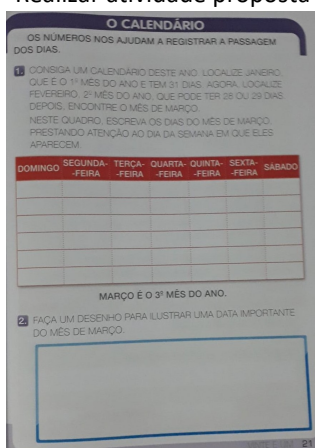 Realizar atividade proposta
O CALENDÁRIO
OS NÚMEROS NOS AJUDAM A REGISTRAR A PASSAGEM
DOS DIAS.
1. CONSIGA UM CALENDÁRIO DESTE ANO. LOCALIZE JANEIRO,
QUE É O 1º MÊS DO ANO E TEM 31 DIAS. AGORA, LOCALIZE
FEVEREIRO, 2º MÊS DO ANO, QUE PODE TER 28 OU 29 DIAS.
DEPOIS, ENCONTRE O MÊS DE MARÇO.
NESTE QUADRO, ESCREVA OS DIAS DO MÊS DE MARÇO,
PRESTANDO ATENÇÃO AO DIA DA SEMANA EM QUE ELES
APARECEM.
DOMINGO SEGUNDA-FEIRA TERÇA-FEIRA QUARTA-FEIRA QUINTA-FEIRA SEXTA-FEIRA SÁBADO
MARÇO É O 3º MÊS DO ANO.
2. FAÇA UM DESENHO PARA ILUSTRAR UMA DATA IMPORTANTE
DO MÊS DE MARÇO.
VINTE E UM 21